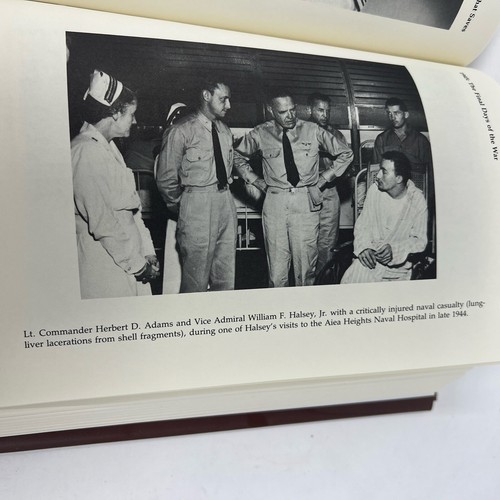 hat Saves
The Final Days of the War
Lt. Commander Herbert D. Adams and Vice Admiral William F. Halsey, Jr. with a critically injured naval casualty (lung-
liver lacerations from shell fragments), during one of Halsey's visits to the Aiea Heights Naval Hospital in late 1944.